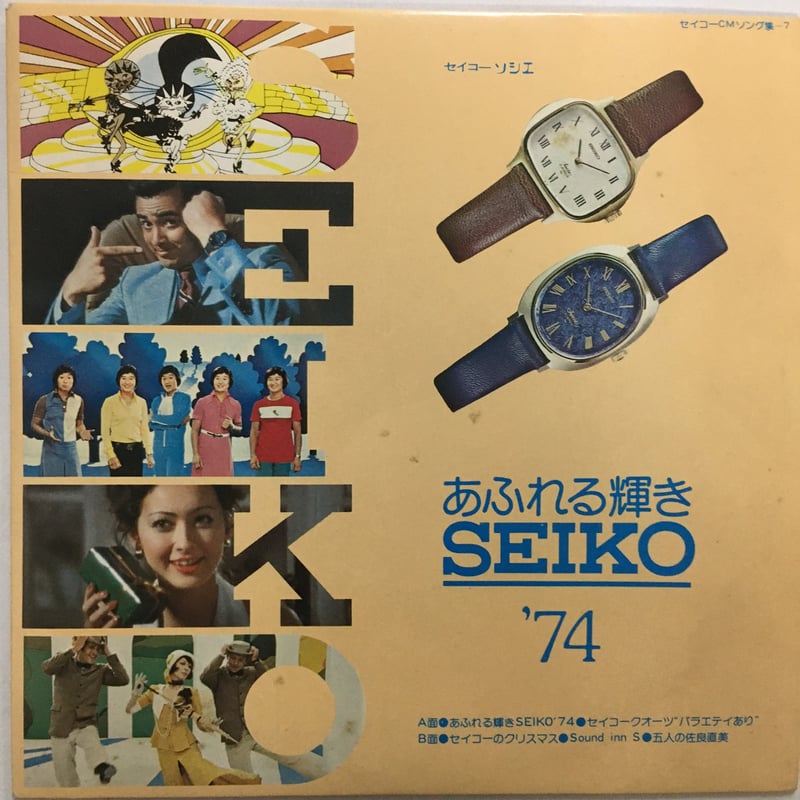 セイコーCMソング集-7
セイコー ソシエ
SEIKO
あふれる輝き
SEIKO
'74
A面●あふれる輝きSEIKO'74●セイコークオーツ“バラエテイあり”
B面●セイコーのクリスマス●Sound inn S●五人の佐良直美